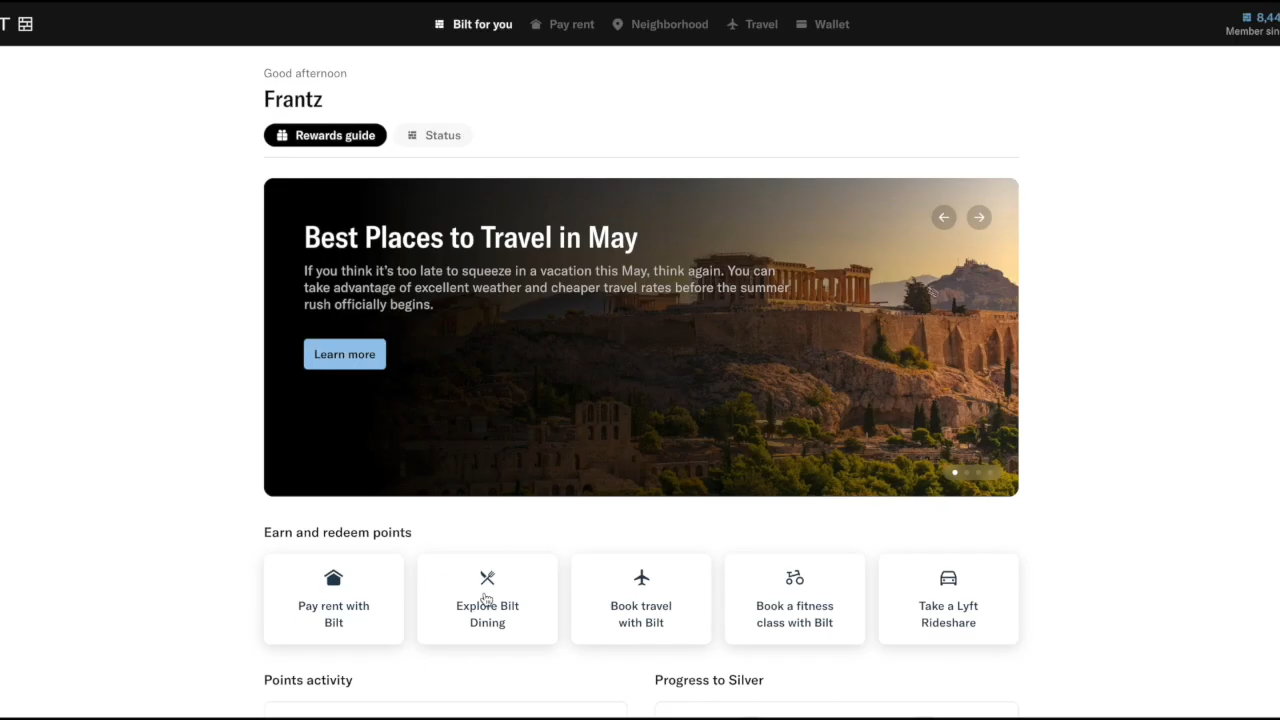 T
Bilt for you
Pay rent
Neighborhood
Travel
Wallet
8,44
Member sin
Good afternoon
Frantz
Rewards guide
Status
Best Places to Travel in May
If you think it's too late to squeeze in a vacation this May, think again. You can
take advantage of excellent weather and cheaper travel rates before the summer
rush officially begins.
Learn more
Earn and redeem points
Pay rent with
Bilt
Explore Bilt
Dining
Book travel
with Bilt
Book a fitness
class with Bilt
Take a Lyft
Rideshare
Points activity
Progress to Silver